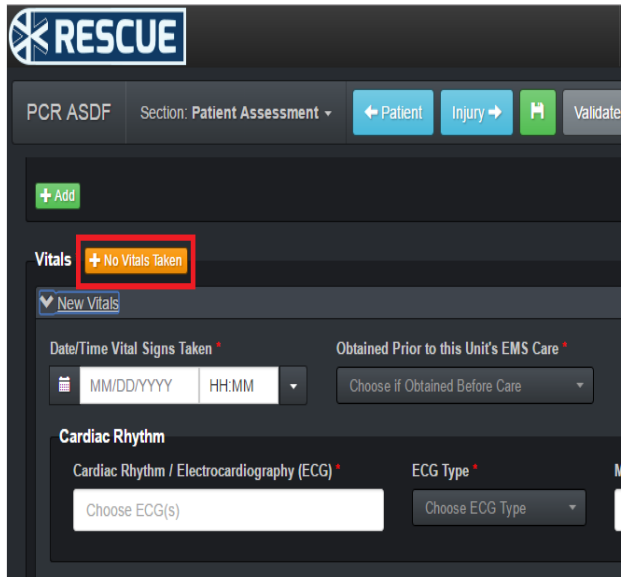 RESCUE
PCR ASDF Section: Patient Assessment Patient Injury Validate
Add
Vitals No Vitals Taken
New Vitals
Date/Time Vital Signs Taken * Obtained Prior to this Unit's EMS Care *
MM/DD/YYYY HH:MM Choose if Obtained Before Care
Cardiac Rhythm
Cardiac Rhythm / Electrocardiography (ECG) * ECG Type * M
Choose ECG(s) Choose ECG Type